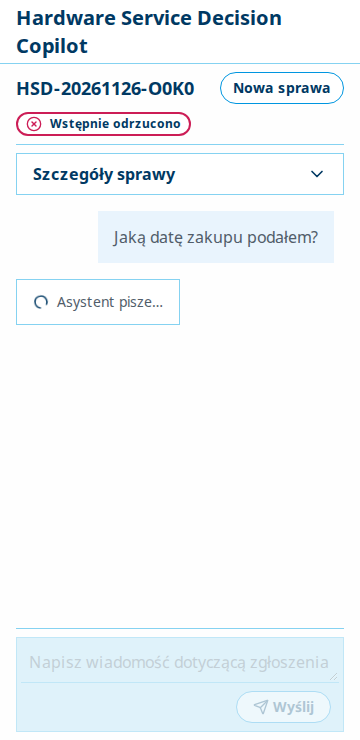 Hardware Service Decision
Copilot
HSD-20261126-O0K0
Nowa sprawa
Wstępnie odrzucono
Szczegóły sprawy
Jaką datę zakupu podałem?
Asystent pisze...
Napisz wiadomość dotyczącą zgłoszenia
Wyślij